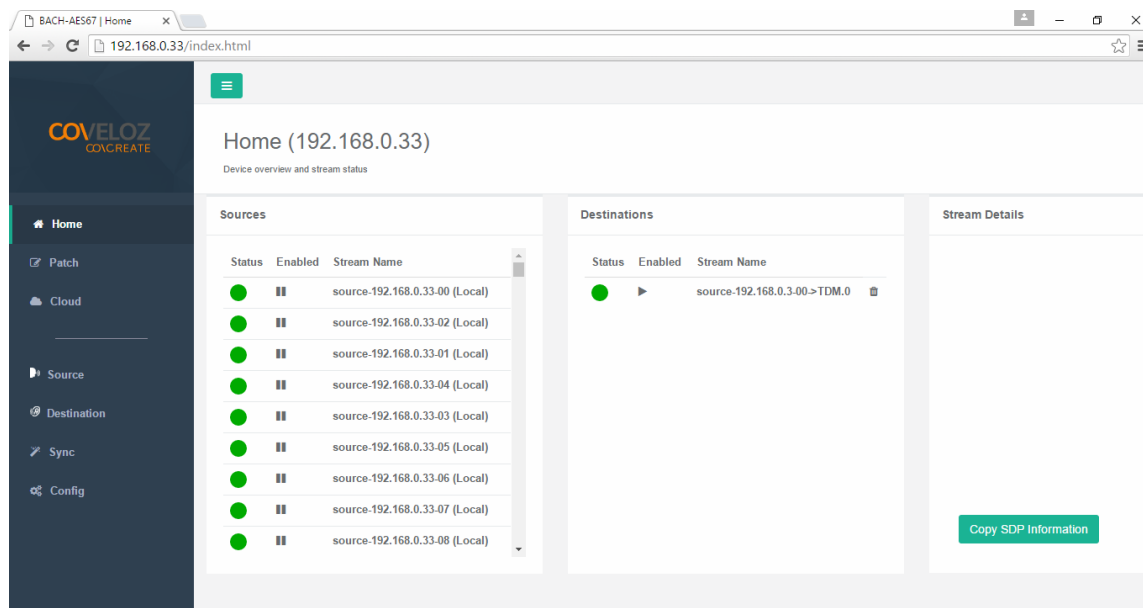 BACH-AES67 | Home
192.168.0.33/index.html
COVELOZ
CO\CREATE
Home
Patch
Cloud
Source
Destination
Sync
Config
Home (192.168.0.33)
Device overview and stream status
Sources
Status Enabled Stream Name
source-192.168.0.33-00 (Local)
source-192.168.0.33-02 (Local)
source-192.168.0.33-01 (Local)
source-192.168.0.33-04 (Local)
source-192.168.0.33-03 (Local)
source-192.168.0.33-05 (Local)
source-192.168.0.33-06 (Local)
source-192.168.0.33-07 (Local)
source-192.168.0.33-08 (Local)
Destinations
Status Enabled Stream Name
source-192.168.0.3-00->TDM.0
Stream Details
Copy SDP Information